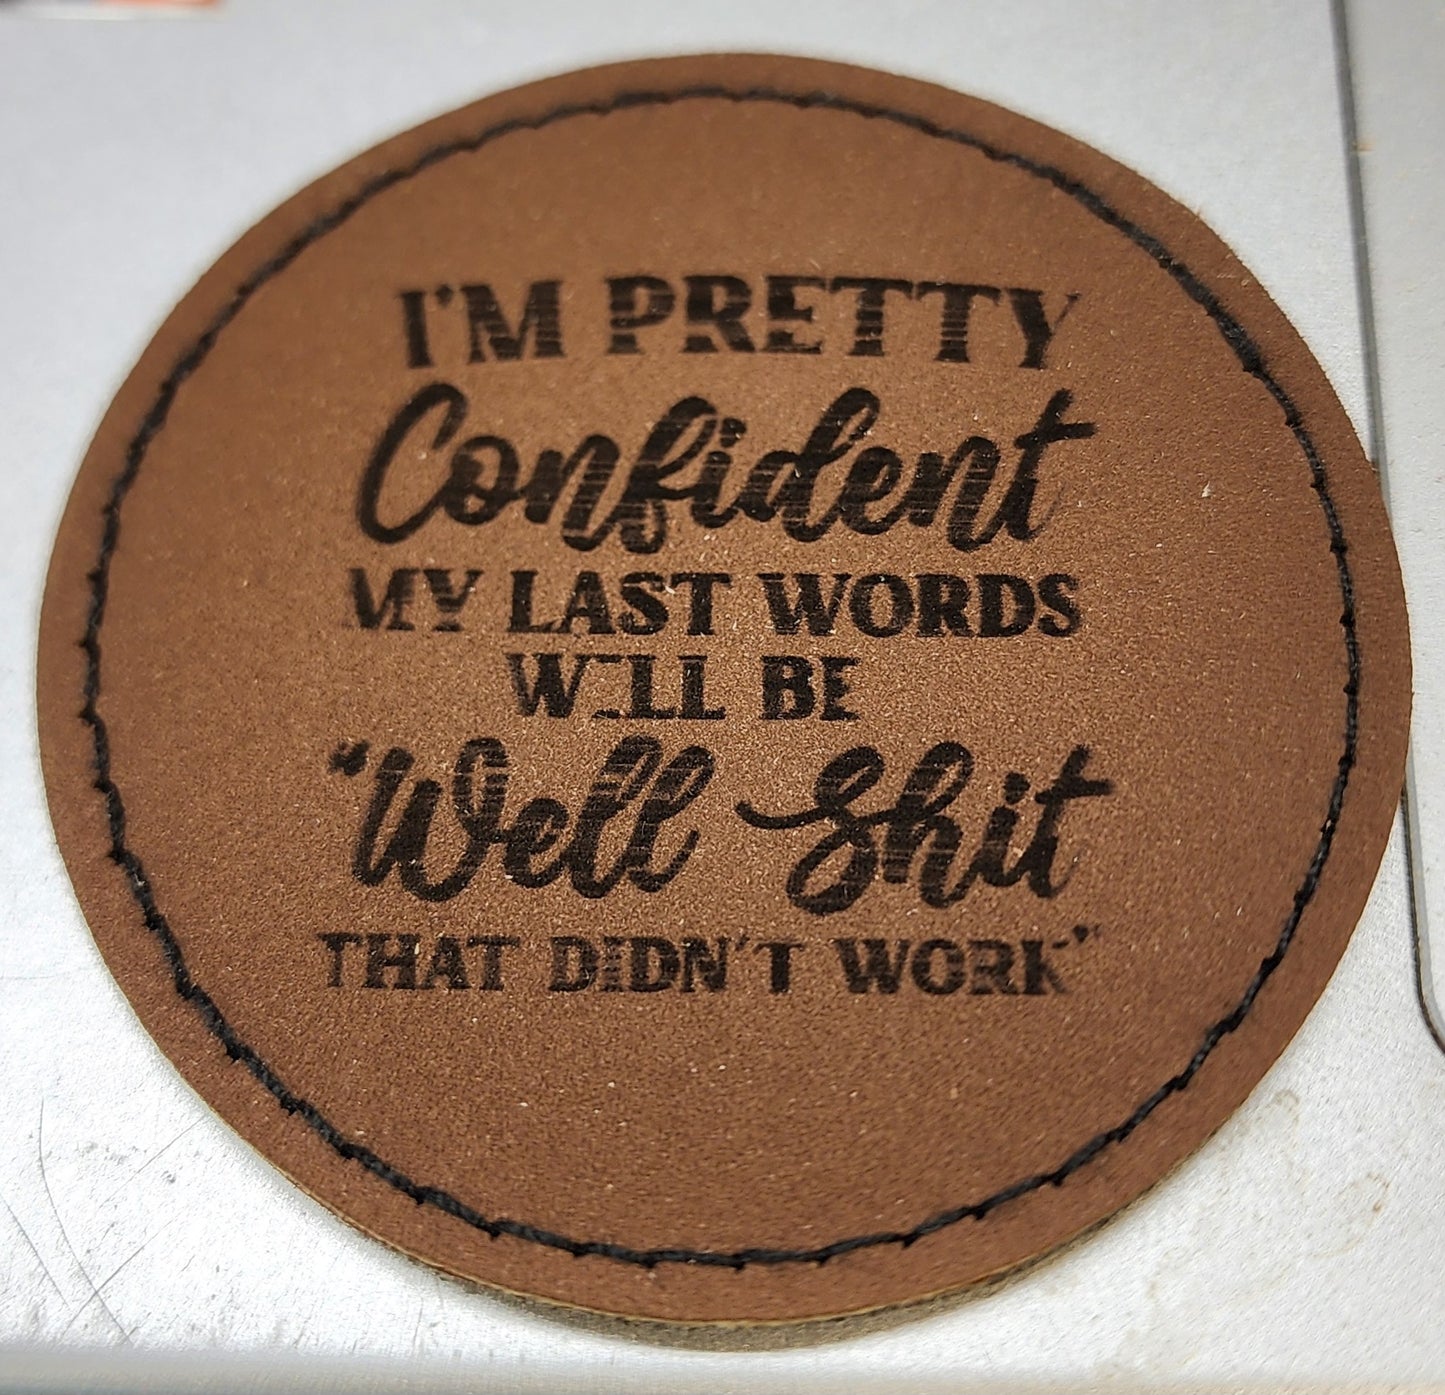 I'M PRETTY
Confident
MY LAST WORDS
WILL BE
"Well Shit
THAT DIDN'T WORK"